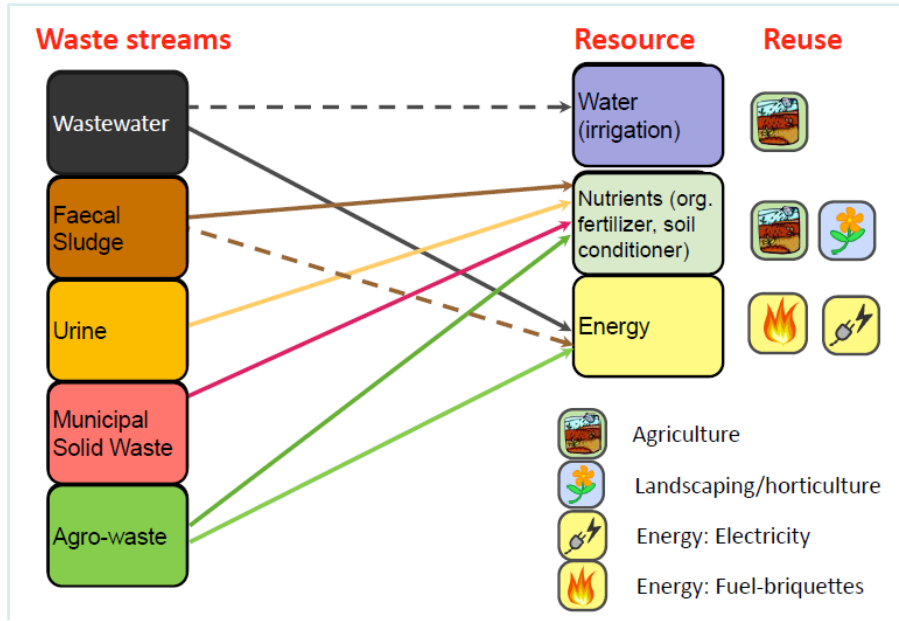 Waste streams
Resource
Reuse
Wastewater
Water
(irrigation)
Faecal
Sludge
Nutrients (org.
fertilizer, soil
conditioner)
Urine
Energy
Municipal
Solid Waste
Agro-waste
Agriculture
Landscaping/horticulture
Energy: Electricity
Energy: Fuel-briquettes